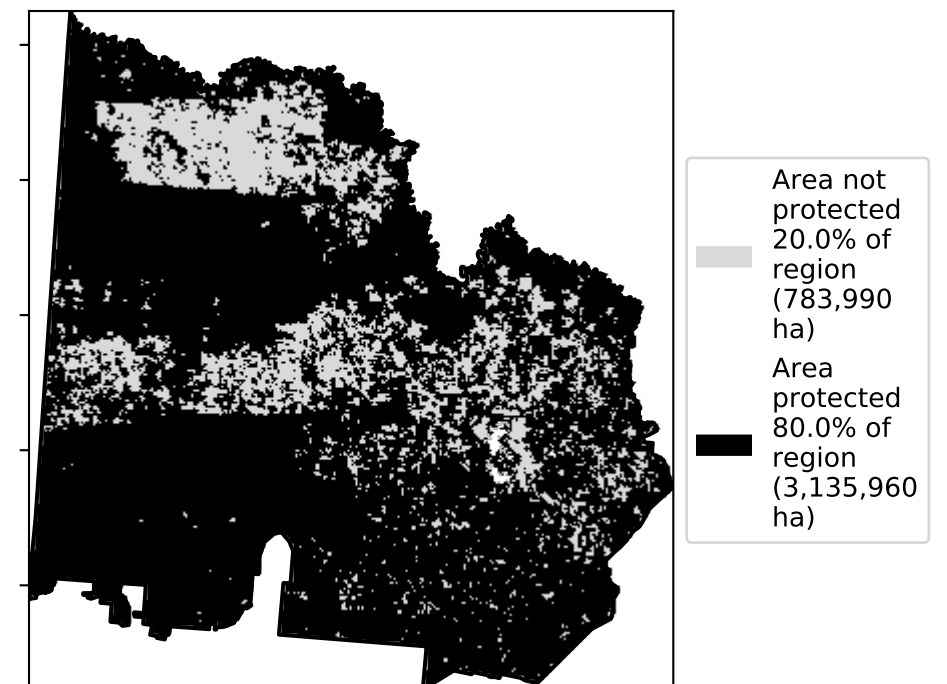 Area not
protected
20.0% of
region
(783,990
ha)
Area
protected
80.0% of
region
(3,135,960
ha)